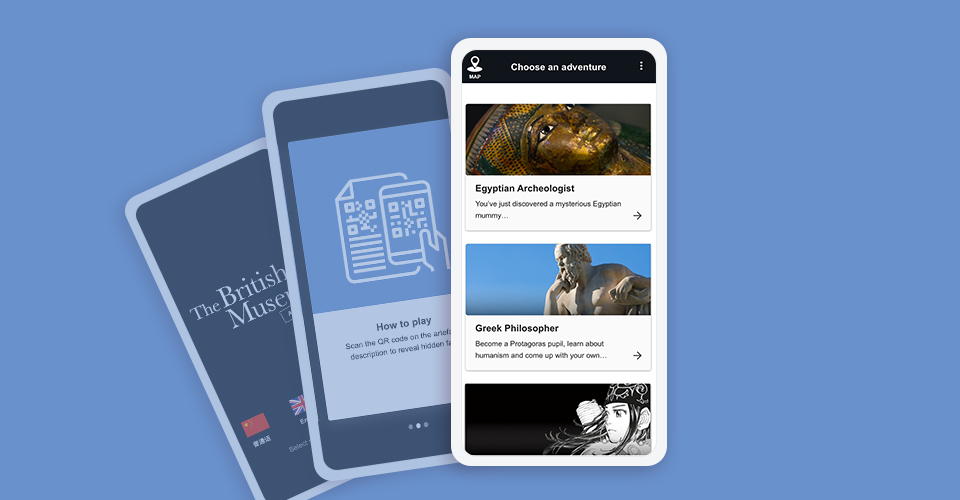 The British
Muse
普通话
En
Select
How to play
Scan the QR code on the artef
description to reveal hidden fa
MAP
Choose an adventure
Egyptian Archeologist
You've just discovered a mysterious Egyptian
mummy…
Greek Philosopher
Become a Protagoras pupil, learn about
humanism and come up with your own…